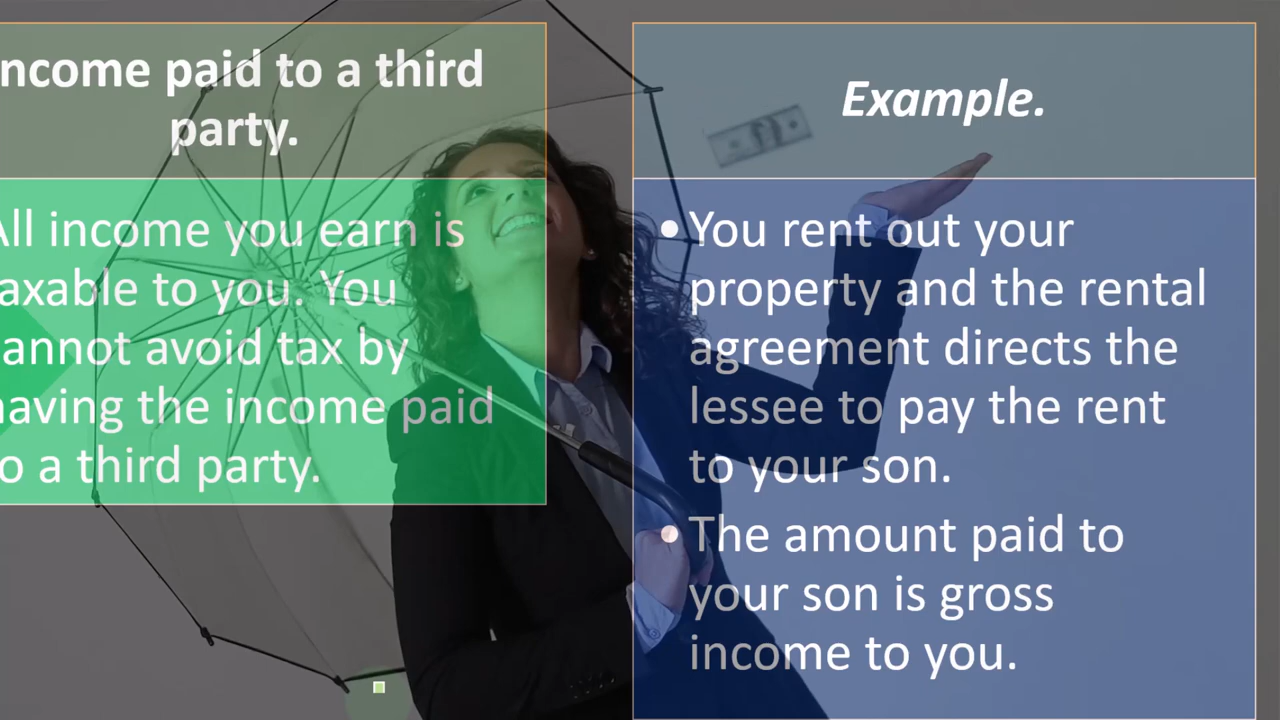 ncome paid to a third
party.
All income you earn is
axable to you. You
annot avoid tax by
having the income paid
o a third party.
Example.
• You rent out your
property and the rental
agreement directs the
lessee to pay the rent
to your son.
• The amount paid to
your son is gross
income to you.